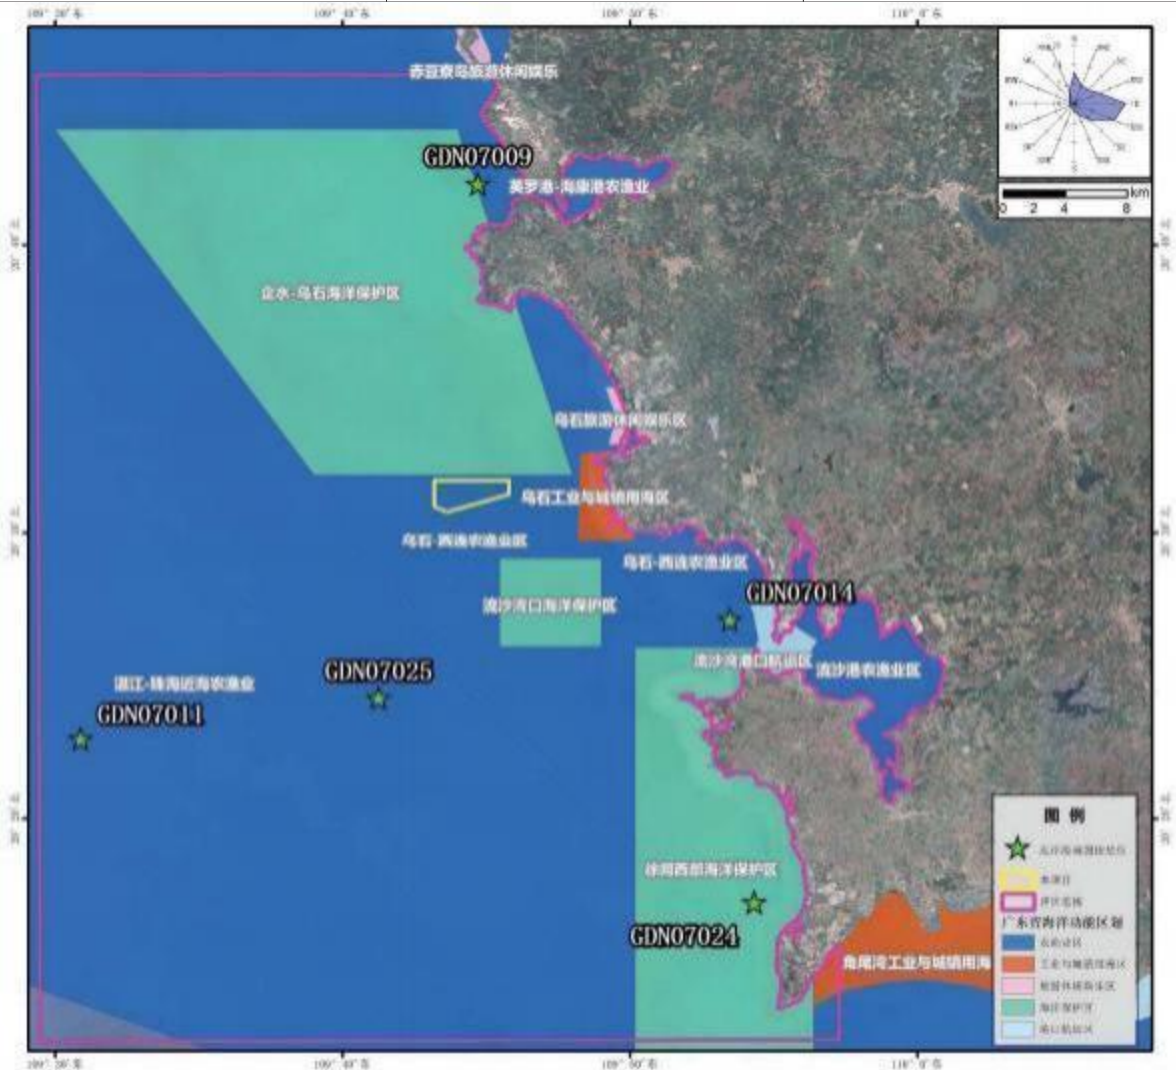 赤豆寮岛旅游休闲娱乐
GDN07009
英罗港-海康港农渔业
km
0 2 4 8
企水-乌石海洋保护区
乌石旅游休闲娱乐区
乌石工业与城镇用海区
乌石-西连农渔业区
乌石-西连农渔业区
GDN07014
流沙湾口海洋保护区
流沙湾港口航运区
流沙港农渔业区
GDN07025
湛江-珠海近海农渔业
GDN07011
徐闻西部海洋保护区
GDN07024
角尾湾工业与城镇用海
图 例
本项目
评价范围
广东省海洋功能区划
农渔业区
工业与城镇用海区
旅游休闲娱乐区
海洋保护区
港口航运区